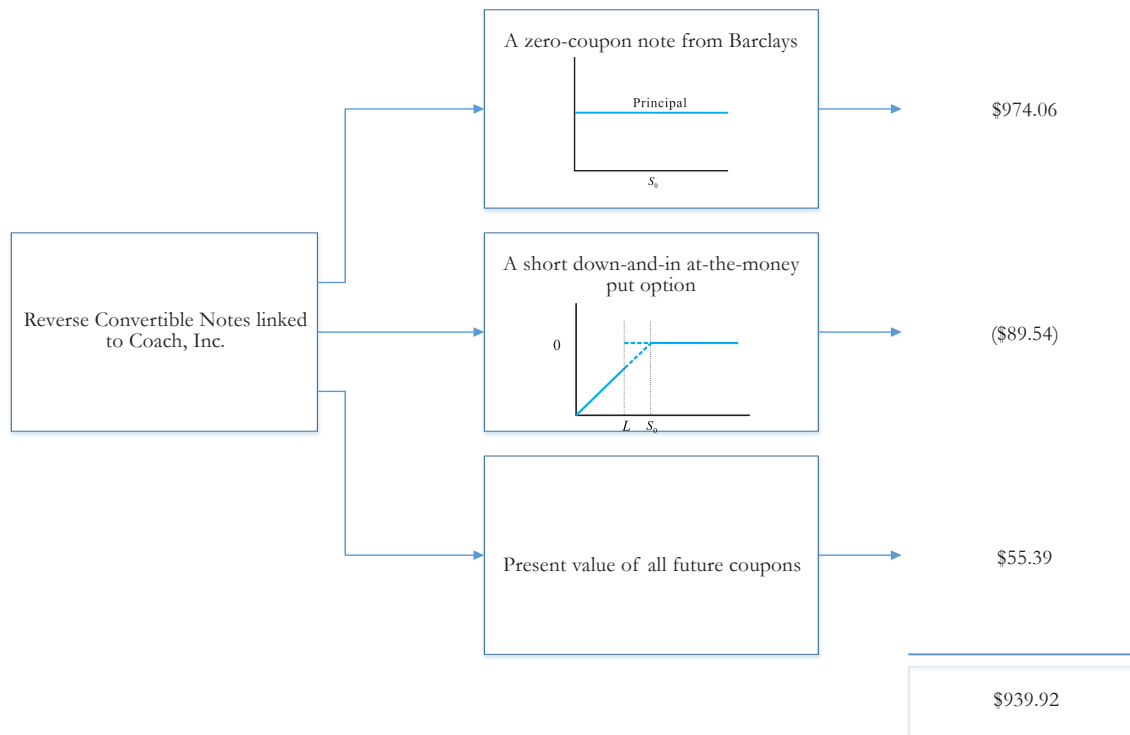 A zero-coupon note from Barclays
Principal
S₀
$974.06
Reverse Convertible Notes linked
to Coach, Inc.
A short down-and-in at-the-money
put option
0
L S₀
($89.54)
Present value of all future coupons
$55.39
$939.92